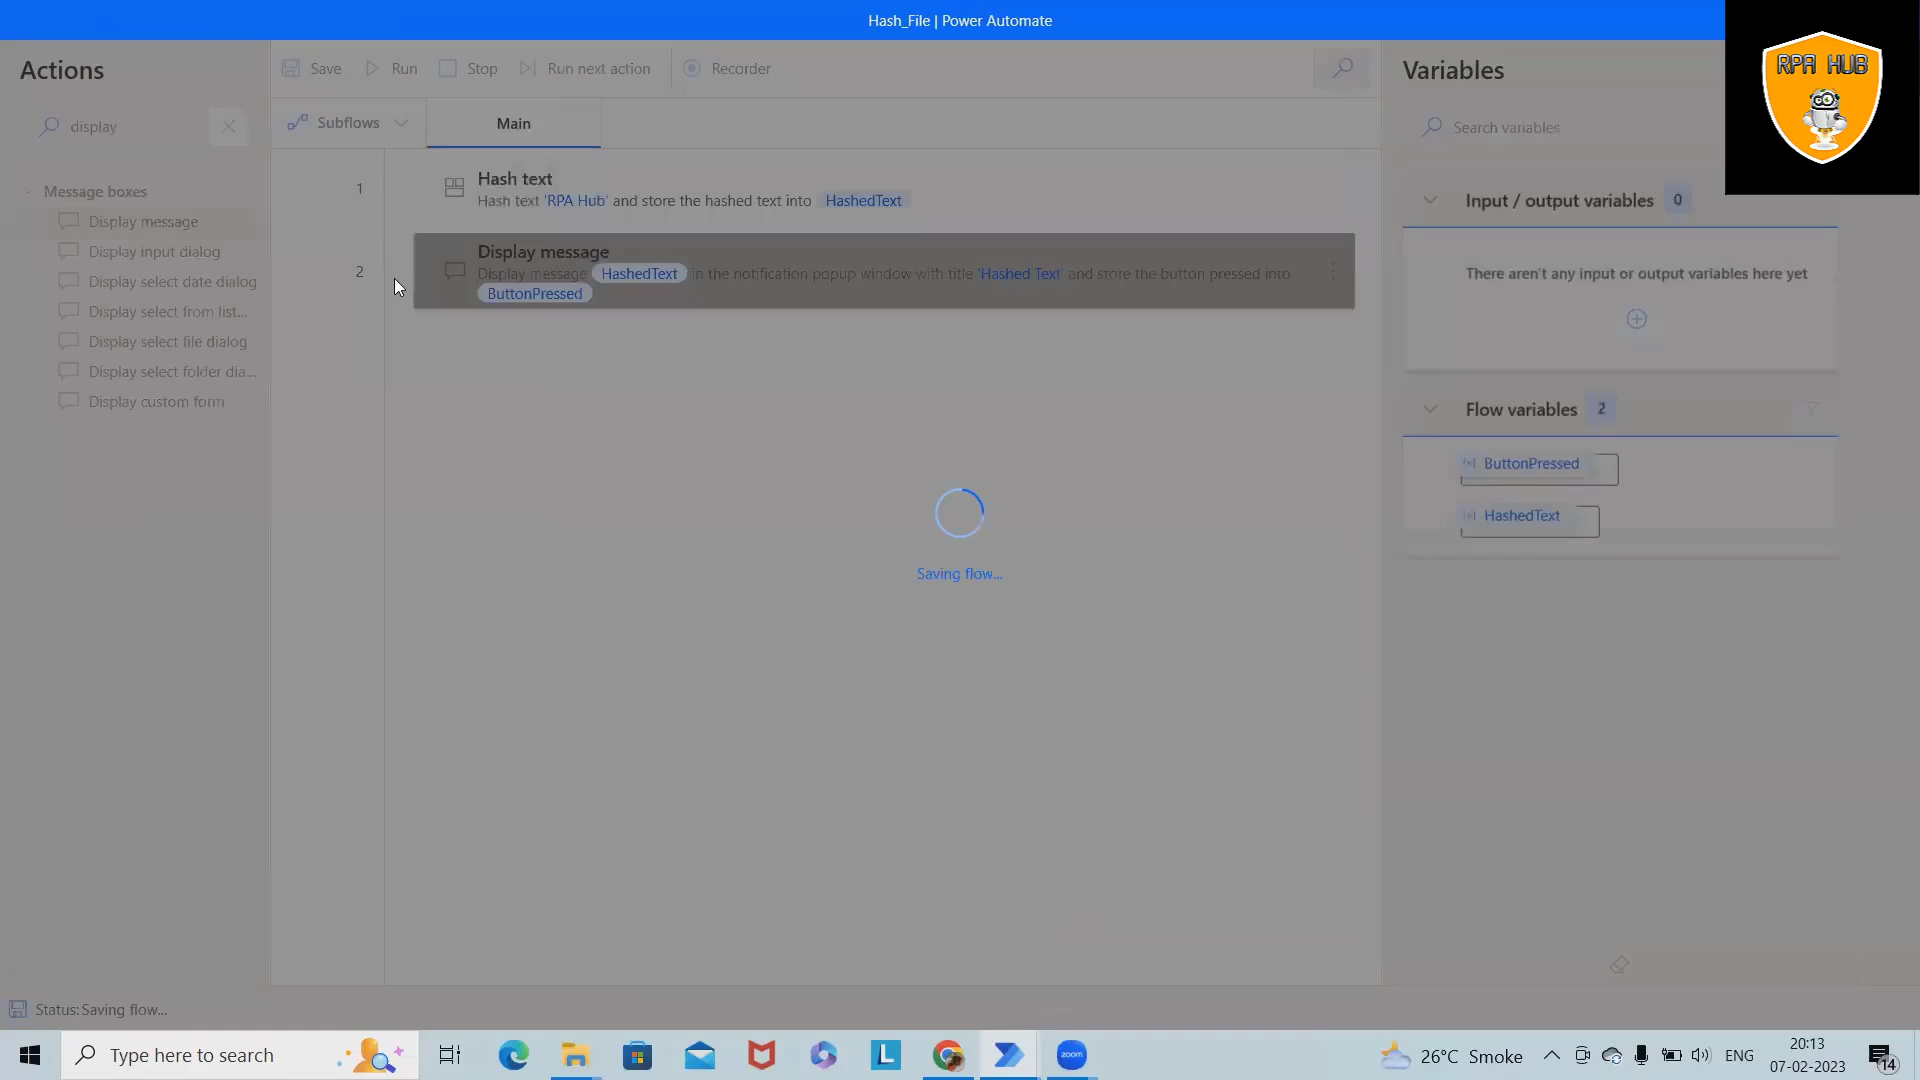 Hash_File | Power Automate
RPA HUB
Actions
display
Message boxes
Display message
Display input dialog
Display select date dialog
Display select from list...
Display select file dialog
Display select folder dia...
Display custom form
Save Run Stop Run next action Recorder
Subflows Main
1 Hash text
Hash text 'RPA Hub' and store the hashed text into HashedText
2 Display message
Display message HashedText in the notification popup window with title 'Hashed Text' and store the button pressed into
ButtonPressed
Saving flow...
Variables
Search variables
Input / output variables 0
There aren't any input or output variables here yet
Flow variables 2
ButtonPressed
HashedText
Status: Saving flow...
Type here to search
zoom
26°C Smoke
ENG
20:13
07-02-2023
14